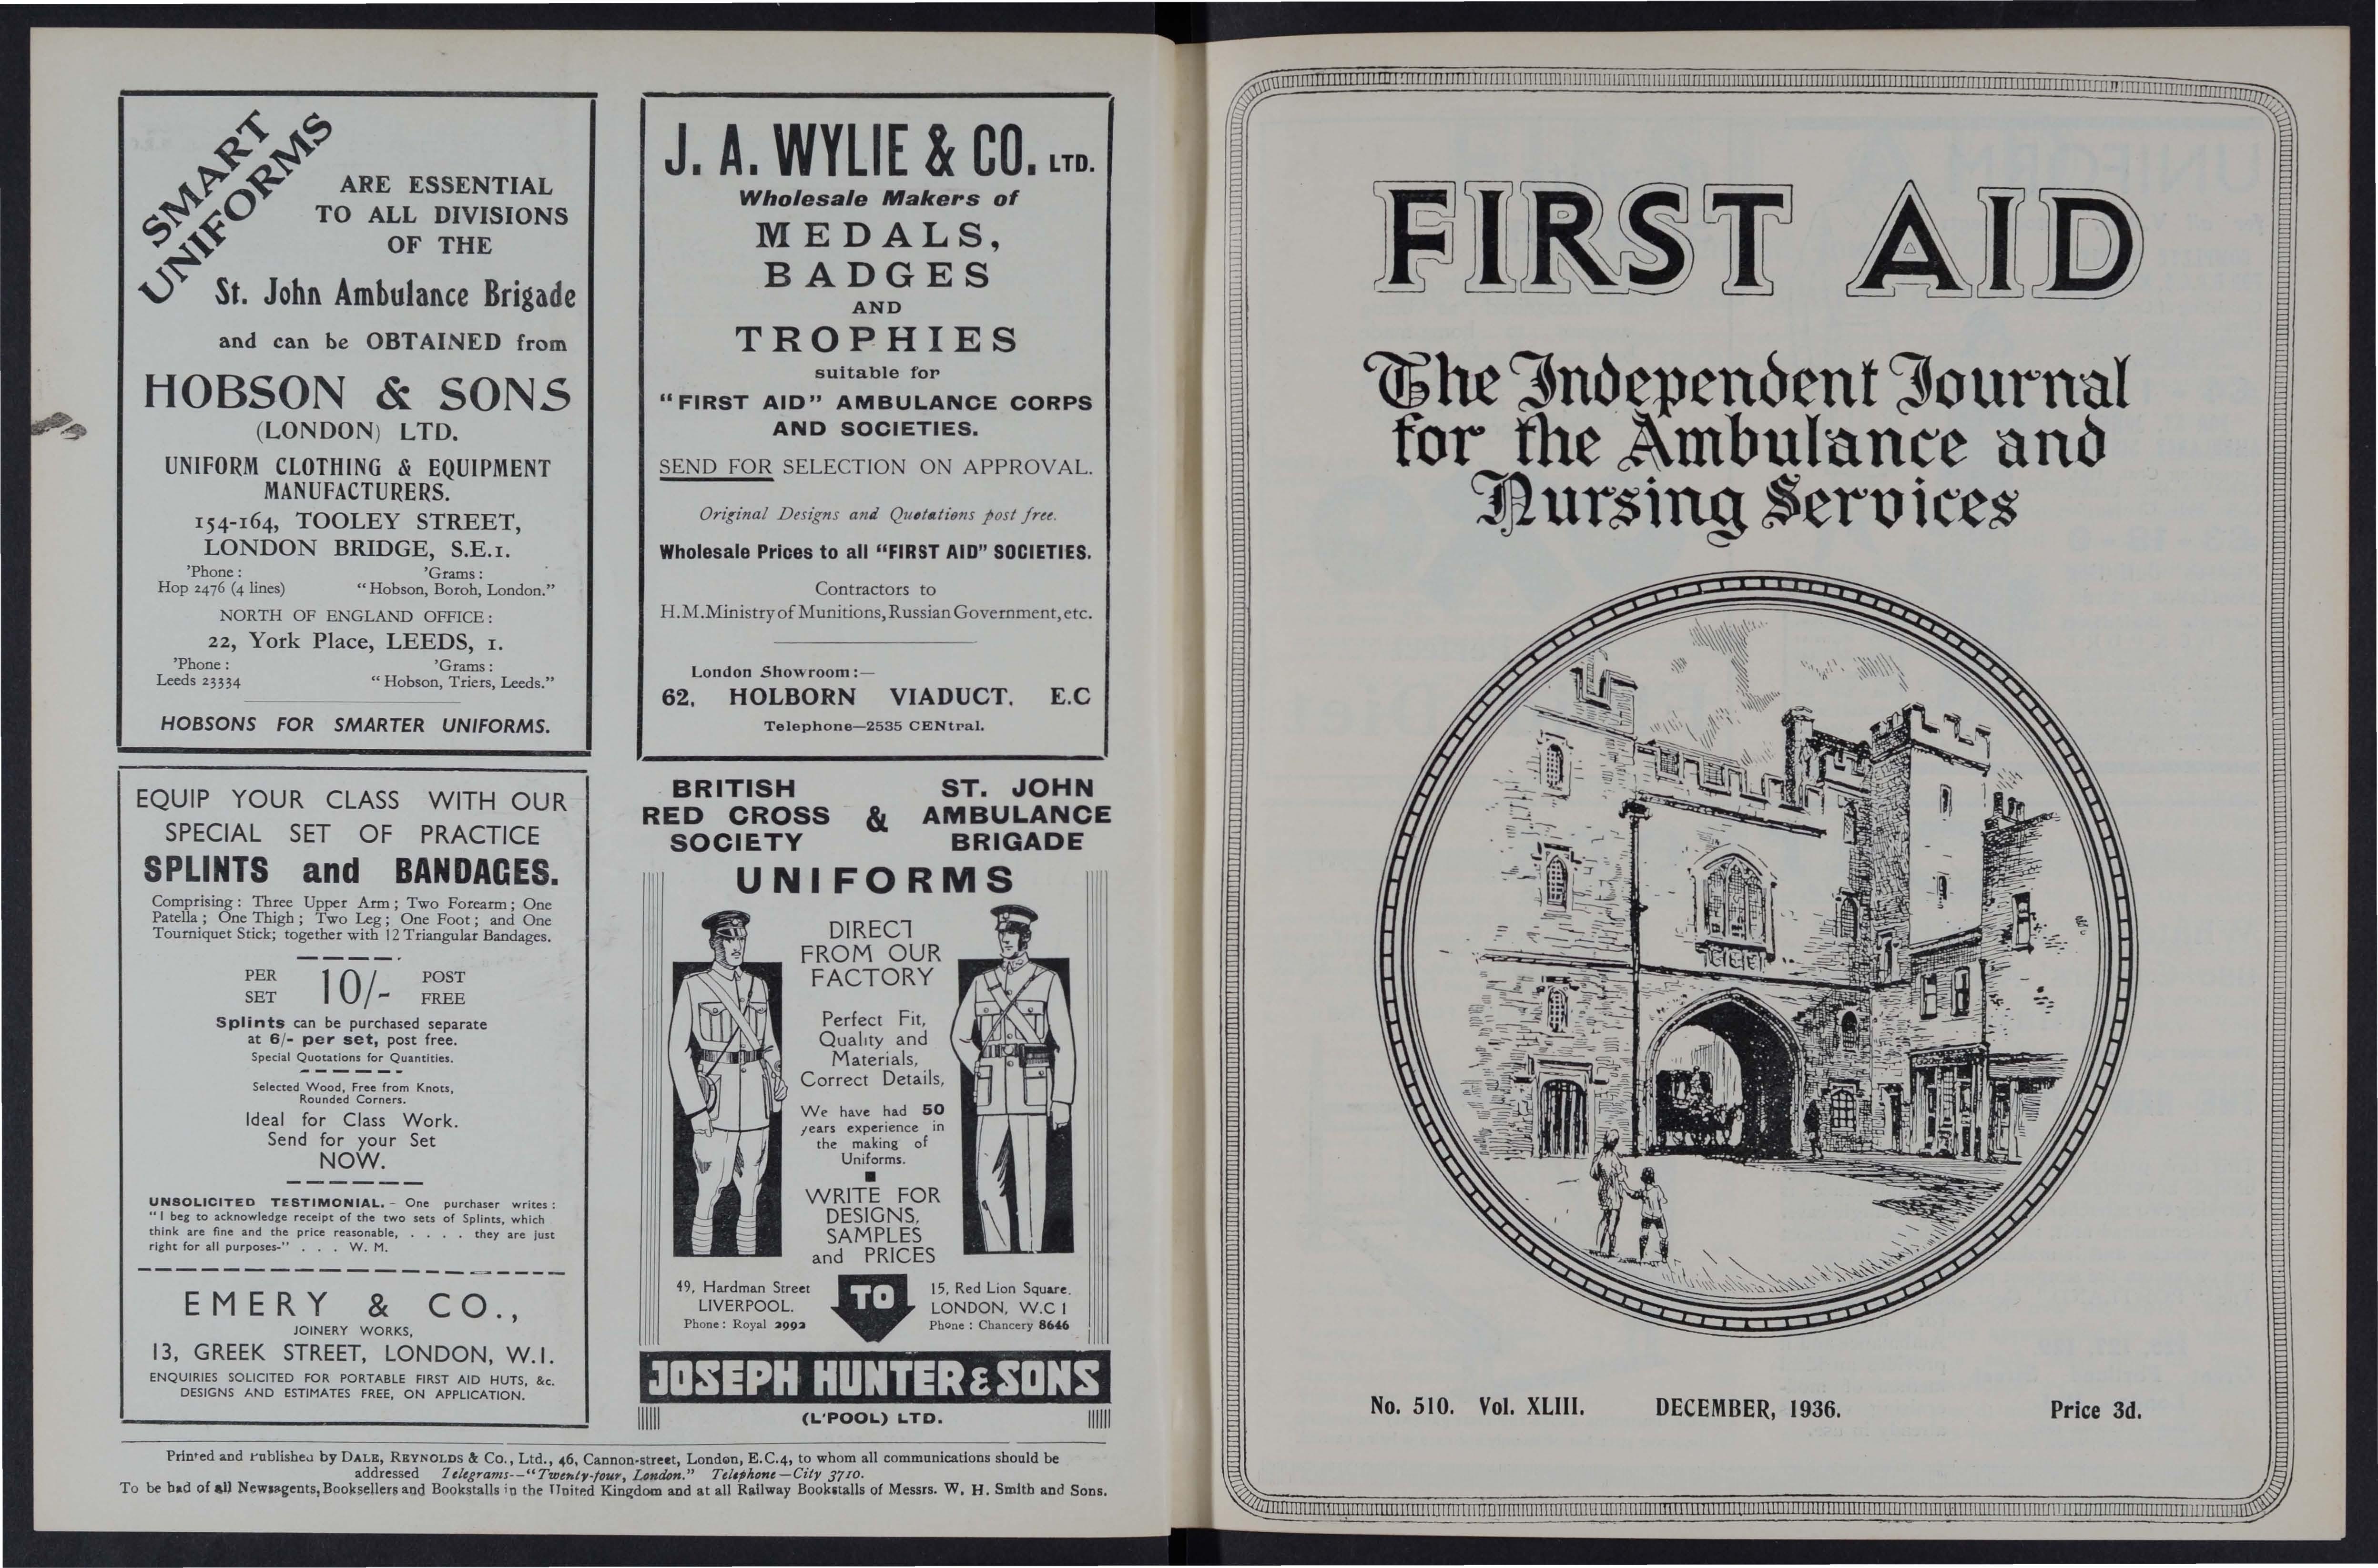 SMART
UNIFORMS
ARE ESSENTIAL
TO ALL DIVISIONS
OF THE
St. John Ambulance Brigade
and can be OBTAINED from
HOBSON & SONS
(LONDON) LTD.
UNIFORM CLOTHING & EQUIPMENT
MANUFACTURERS.
154-164, TOOLEY STREET,
LONDON BRIDGE, S.E.1.
'Phone : 'Grams :
Hop 2476 (4 lines) "Hobson, Boroh, London."
NORTH OF ENGLAND OFFICE :
22, York Place, LEEDS, 1.
'Phone : 'Grams :
Leeds 23334 "Hobson, Triers, Leeds."
HOBSONS FOR SMARTER UNIFORMS.
EQUIP YOUR CLASS WITH OUR
SPECIAL SET OF PRACTICE
SPLINTS and BANDAGES.
Comprising : Three Upper Arm ; Two Forearm ; One
Patella ; One Thigh ; Two Leg ; One Foot ; and One
Tourniquet Stick; together with 12 Triangular Bandages.
PER SET 10/- POST FREE
Splints can be purchased separate
at 6/- per set, post free.
Special Quotations for Quantities.
Selected Wood, Free from Knots,
Rounded Corners.
Ideal for Class Work.
Send for your Set
NOW.
UNSOLICITED TESTIMONIAL. - One purchaser writes :
"I beg to acknowledge receipt of the two sets of Splints, which
think are fine and the price reasonable, . . . . they are just
right for all purposes-" . . . W. M.
EMERY & CO.,
JOINERY WORKS,
13, GREEK STREET, LONDON, W.1.
ENQUIRIES SOLICITED FOR PORTABLE FIRST AID HUTS, &c.
DESIGNS AND ESTIMATES FREE, ON APPLICATION.
J. A. WYLIE & CO. LTD.
Wholesale Makers of
MEDALS,
BADGES
AND
TROPHIES
suitable for
"FIRST AID" AMBULANCE CORPS
AND SOCIETIES.
SEND FOR SELECTION ON APPROVAL.
Original Designs and Quotations post free.
Wholesale Prices to all "FIRST AID" SOCIETIES.
Contractors to
H.M. Ministry of Munitions, Russian Government, etc.
London Showroom :—
62, HOLBORN VIADUCT, E.C
Telephone—2535 CENtral.
BRITISH
RED CROSS
SOCIETY
&
ST. JOHN
AMBULANCE
BRIGADE
UNIFORMS
DIRECT
FROM OUR
FACTORY
Perfect Fit,
Quality and
Materials,
Correct Details,
We have had 50
years experience in
the making of
Uniforms.
WRITE FOR
DESIGNS,
SAMPLES
and PRICES
TO
49, Hardman Street
LIVERPOOL.
Phone : Royal 2992
15, Red Lion Square.
LONDON, W.C 1
Phone : Chancery 8646
JOSEPH HUNTER & SONS
(L'POOL) LTD.
Printed and Published by DALE, REYNOLDS & Co., Ltd., 46, Cannon-street, London, E.C.4, to whom all communications should be
addressed Telegrams--"Twenty-four, London." Telephone—City 3710.
To be had of all Newsagents, Booksellers and Bookstalls in the United Kingdom and at all Railway Bookstalls of Messrs. W. H. Smith and Sons.
FIRST AID
The Independent Journal
for the Ambulance and
Nursing Services
No. 510. Vol. XLIII. DECEMBER, 1936. Price 3d.